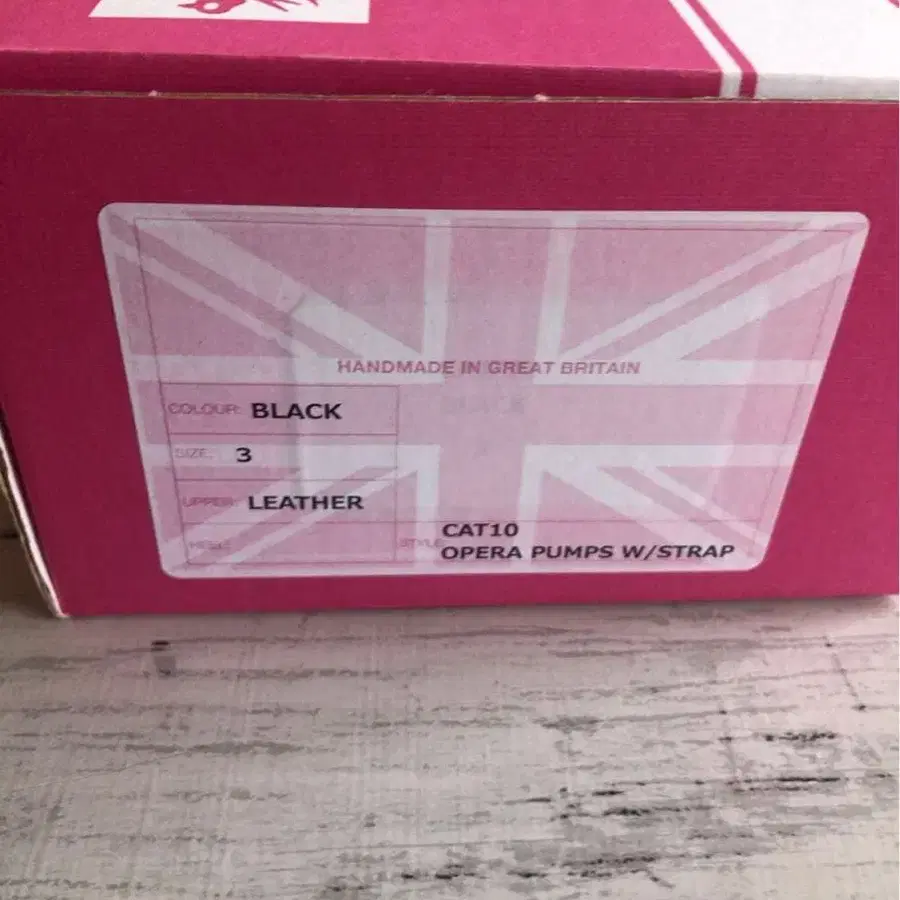 HANDMADE IN GREAT BRITAIN
COLOUR: BLACK
SIZE: 3
UPPER: LEATHER
STYLE: CAT10
OPERA PUMPS W/STRAP